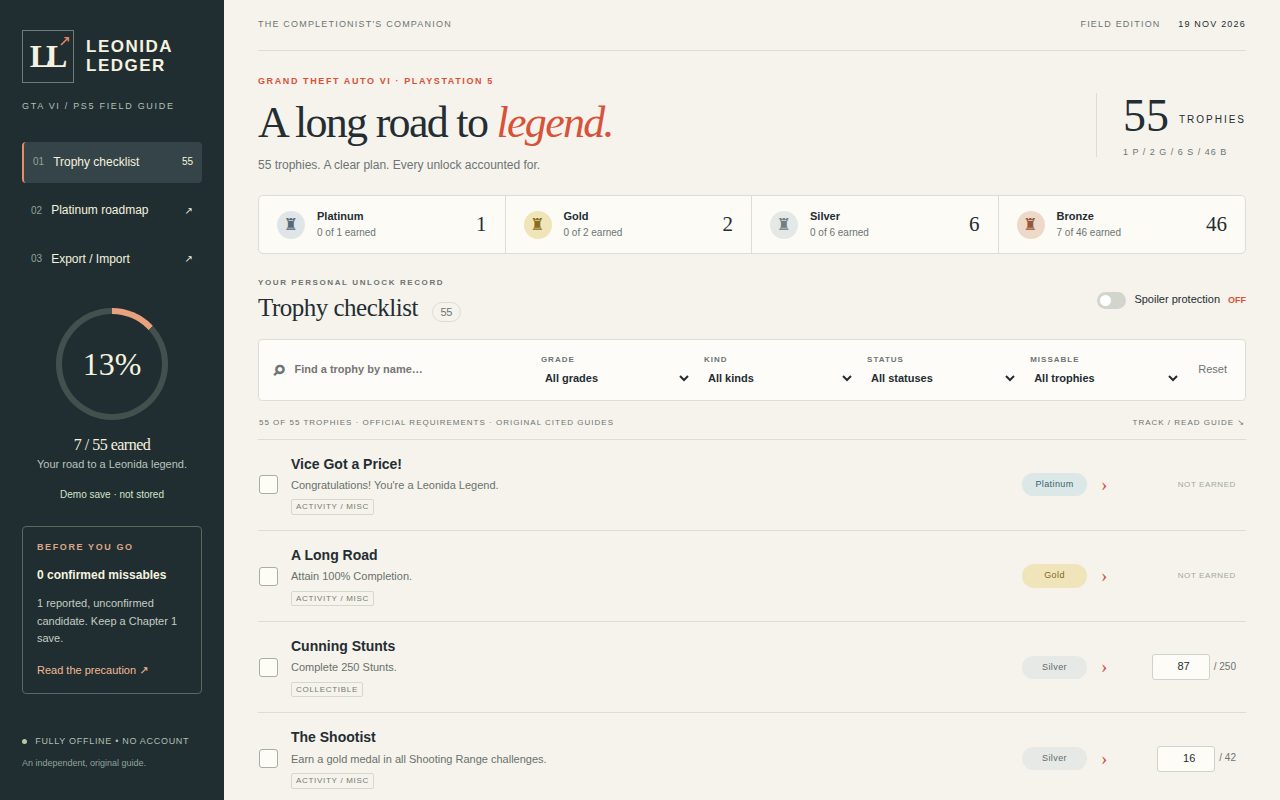 LL↗
LEONIDA
LEDGER
GTA VI / PS5 FIELD GUIDE
01 Trophy checklist 55
02 Platinum roadmap ↗
03 Export / Import ↗
13%
7 / 55 earned
Your road to a Leonida legend.
Demo save · not stored
BEFORE YOU GO
0 confirmed missables
1 reported, unconfirmed
candidate. Keep a Chapter 1
save.
Read the precaution ↗
FULLY OFFLINE • NO ACCOUNT
An independent, original guide.
THE COMPLETIONIST'S COMPANION
FIELD EDITION 19 NOV 2026
GRAND THEFT AUTO VI · PLAYSTATION 5
A long road to legend.
55 trophies. A clear plan. Every unlock accounted for.
55 TROPHIES
1 P / 2 G / 6 S / 46 B
Platinum
0 of 1 earned
1
Gold
0 of 2 earned
2
Silver
0 of 6 earned
6
Bronze
7 of 46 earned
46
YOUR PERSONAL UNLOCK RECORD
Trophy checklist 55
Spoiler protection OFF
Find a trophy by name…
GRADE
All grades
KIND
All kinds
STATUS
All statuses
MISSABLE
All trophies
Reset
55 OF 55 TROPHIES · OFFICIAL REQUIREMENTS · ORIGINAL CITED GUIDES
TRACK / READ GUIDE ↘
Vice Got a Price!
Congratulations! You're a Leonida Legend.
ACTIVITY / MISC
Platinum › NOT EARNED
A Long Road
Attain 100% Completion.
ACTIVITY / MISC
Gold › NOT EARNED
Cunning Stunts
Complete 250 Stunts.
COLLECTIBLE
Silver › 87 / 250
The Shootist
Earn a gold medal in all Shooting Range challenges.
ACTIVITY / MISC
Silver › 16 / 42